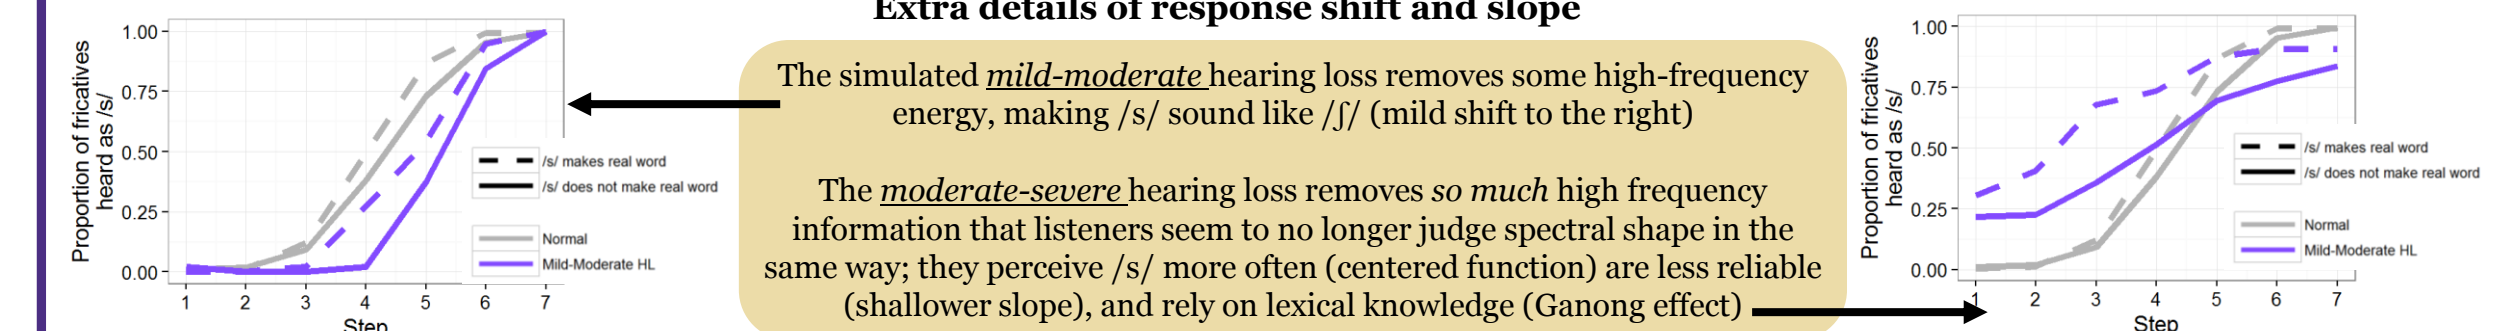 Extra details of response shift and slope
Proportion of fricatives
heard as /s/
1.00
0.75
0.50
0.25
0.00
1 2 3 4 5 6 7
Step
/s/ makes real word
/s/ does not make real word
Normal
Mild-Moderate HL
The simulated mild-moderate hearing loss removes some high-frequency
energy, making /s/ sound like /ʃ/ (mild shift to the right)
The moderate-severe hearing loss removes so much high frequency
information that listeners seem to no longer judge spectral shape in the
same way; they perceive /s/ more often (centered function) are less reliable
(shallower slope), and rely on lexical knowledge (Ganong effect)
Proportion of fricatives
heard as /s/
1.00
0.75
0.50
0.25
0.00
1 2 3 4 5 6 7
Step
/s/ makes real word
/s/ does not make real word
Normal
Mild-Moderate HL